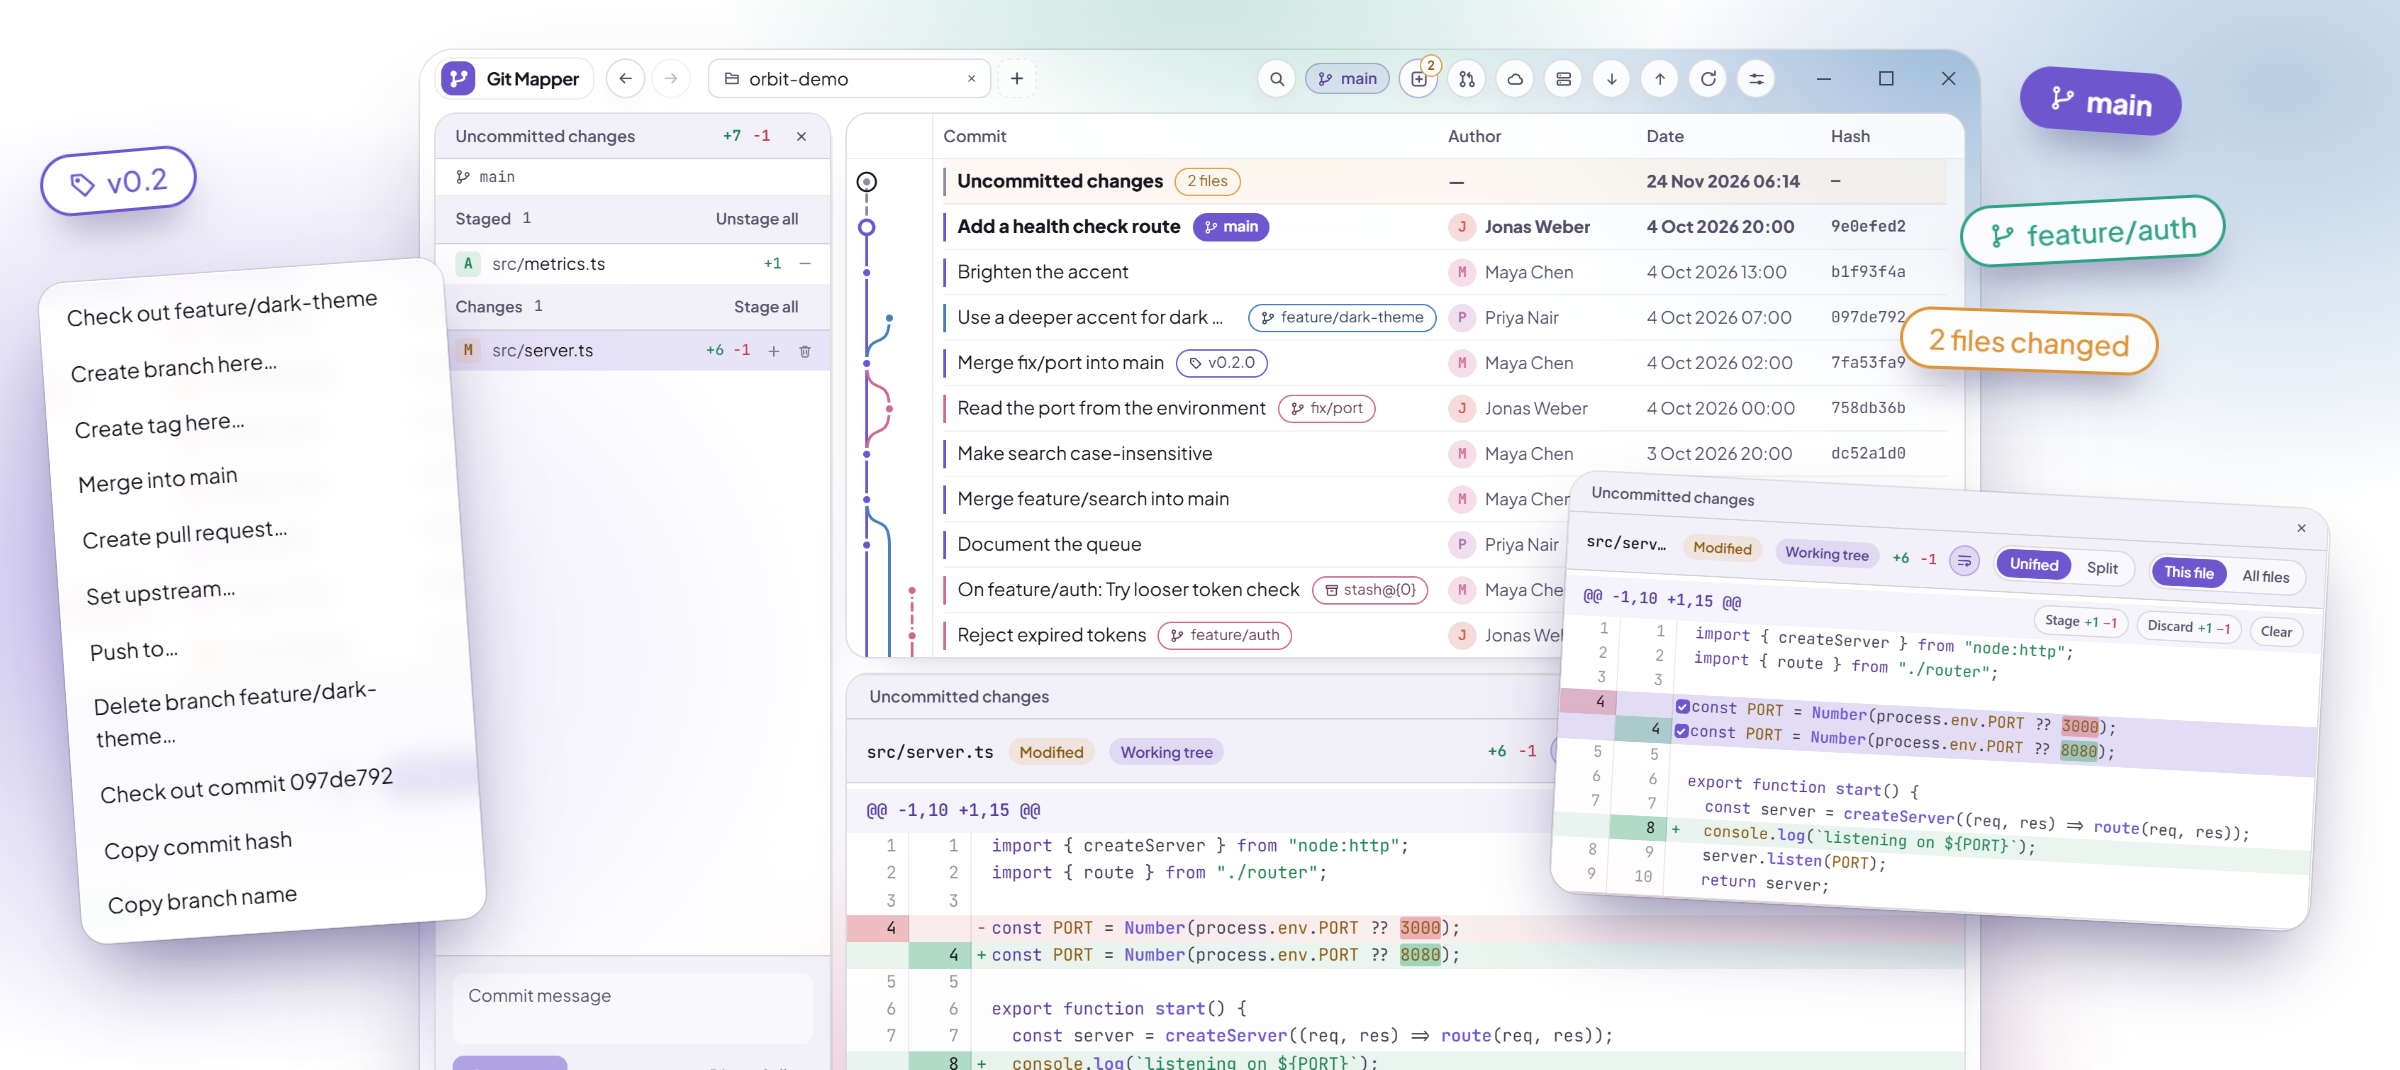 Git Mapper
orbit-demo
main
2
v0.2
main
feature/auth
2 files changed
Check out feature/dark-theme
Create branch here...
Create tag here...
Merge into main
Create pull request...
Set upstream...
Push to...
Delete branch feature/dark-
theme...
Check out commit 097de792
Copy commit hash
Copy branch name
Uncommitted changes +7 -1
main
Staged 1 Unstage all
A src/metrics.ts +1
Changes 1 Stage all
M src/server.ts +6 -1
Commit message
Commit Author Date Hash
Uncommitted changes 2 files — 24 Nov 2026 06:14 —
Add a health check route main J Jonas Weber 4 Oct 2026 20:00 9e0efed2
Brighten the accent M Maya Chen 4 Oct 2026 13:00 b1f93f4a
Use a deeper accent for dark ... feature/dark-theme P Priya Nair 4 Oct 2026 07:00 097de792
Merge fix/port into main v0.2.0 M Maya Chen 4 Oct 2026 02:00 7fa53fa9
Read the port from the environment fix/port J Jonas Weber 4 Oct 2026 00:00 758db36b
Make search case-insensitive M Maya Chen 3 Oct 2026 20:00 dc52a1d0
Merge feature/search into main M Maya Chen
Document the queue P Priya Nair
On feature/auth: Try looser token check stash@{0} M Maya Che
Reject expired tokens feature/auth J Jonas We
Uncommitted changes
src/server.ts Modified Working tree +6 -1
@@ -1,10 +1,15 @@
1 1 import { createServer } from "node:http";
2 2 import { route } from "./router";
3 3
4 - const PORT = Number(process.env.PORT ?? 3000);
4 + const PORT = Number(process.env.PORT ?? 8080);
5 5
6 6 export function start() {
7 7 const server = createServer((req, res) => route(req, res));
8 + console.log(`listening on ${PORT}`);
Uncommitted changes
src/serv... Modified Working tree +6 -1 Unified Split This file All files
@@ -1,10 +1,15 @@ Stage +1 −1 Discard +1 −1 Clear
1 1 import { createServer } from "node:http";
2 2 import { route } from "./router";
3 3
4 const PORT = Number(process.env.PORT ?? 3000);
4 const PORT = Number(process.env.PORT ?? 8080);
5 5
6 6 export function start() {
7 7 const server = createServer((req, res) => route(req, res));
8 + console.log(`listening on ${PORT}`);
8 9 server.listen(PORT);
9 10 return server;